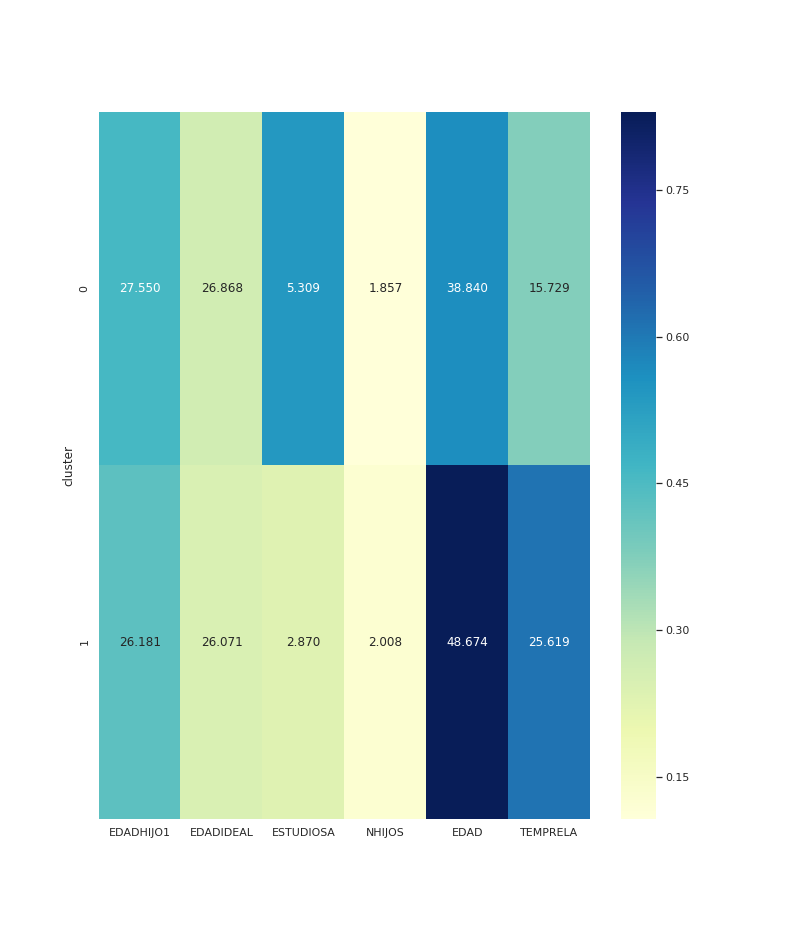 27.550 26.868 5.309 1.857 38.840 15.729
0
26.181 26.071 2.870 2.008 48.674 25.619
1
cluster
EDADHIJO1 EDADIDEAL ESTUDIOSA NHIJOS EDAD TEMPRELA
0.75
0.60
0.45
0.30
0.15